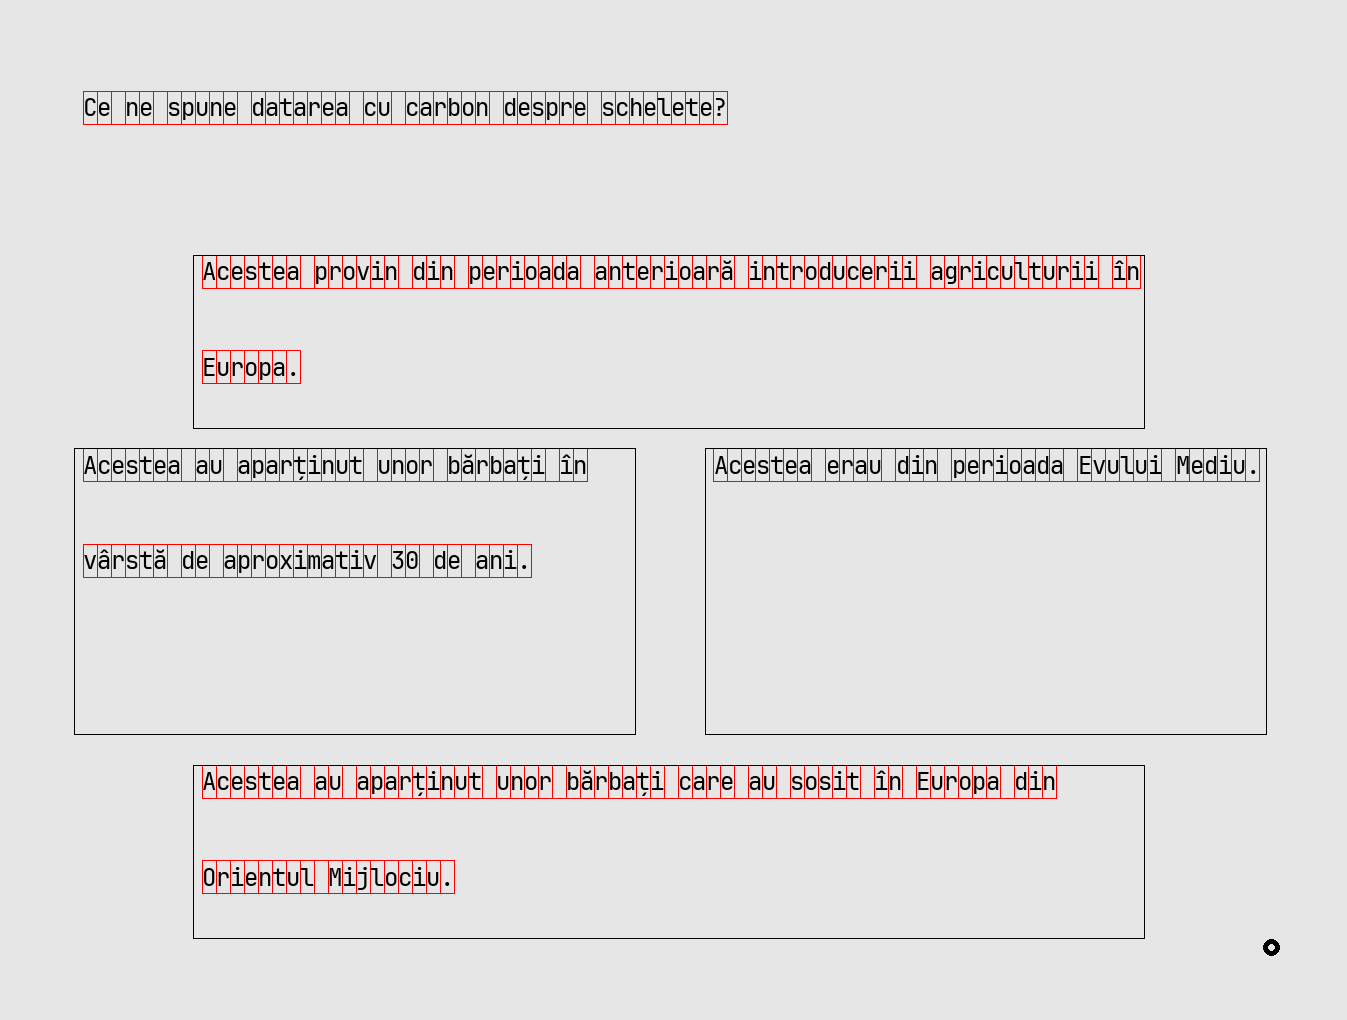 Ce ne spune datarea cu carbon despre schelete?
Acestea provin din perioada anterioară introducerii agriculturii în
Europa.
Acestea au aparținut unor bărbați în
vârstă de aproximativ 30 de ani.
Acestea erau din perioada Evului Mediu.
Acestea au aparținut unor bărbați care au sosit în Europa din
Orientul Mijlociu.